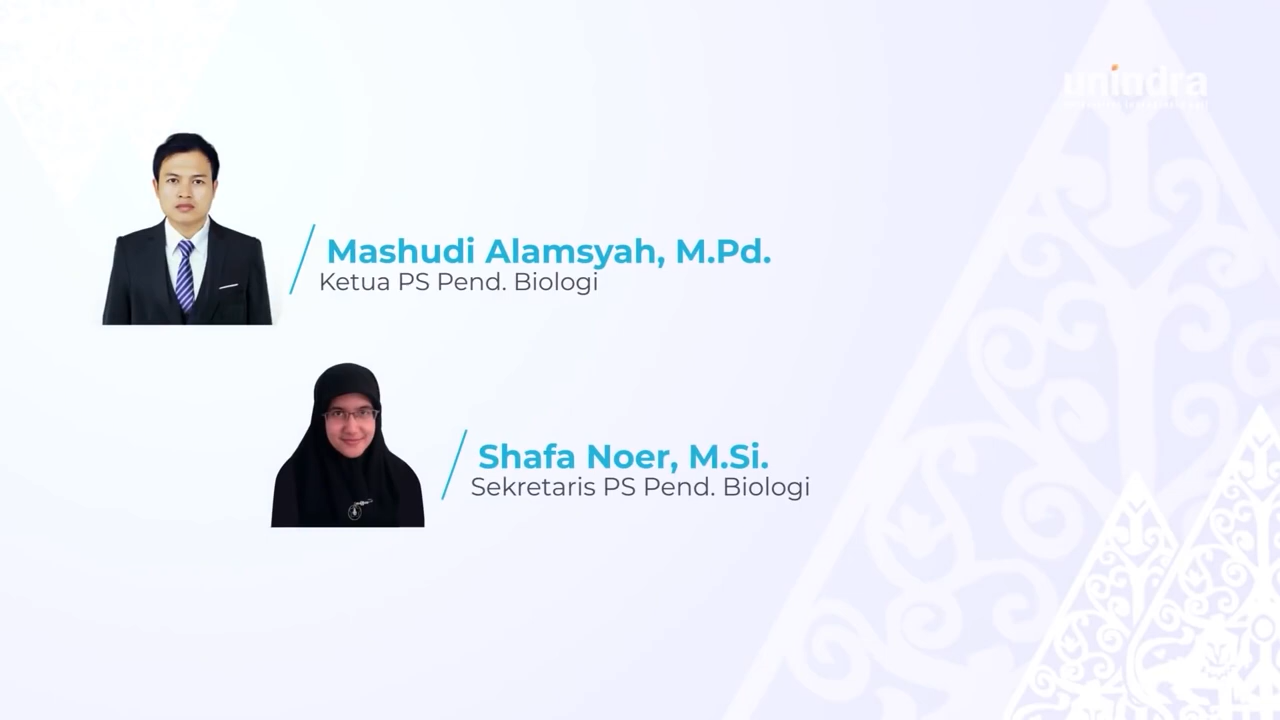 unindra
Mashudi Alamsyah, M.Pd.
Ketua PS Pend. Biologi
Shafa Noer, M.Si.
Sekretaris PS Pend. Biologi